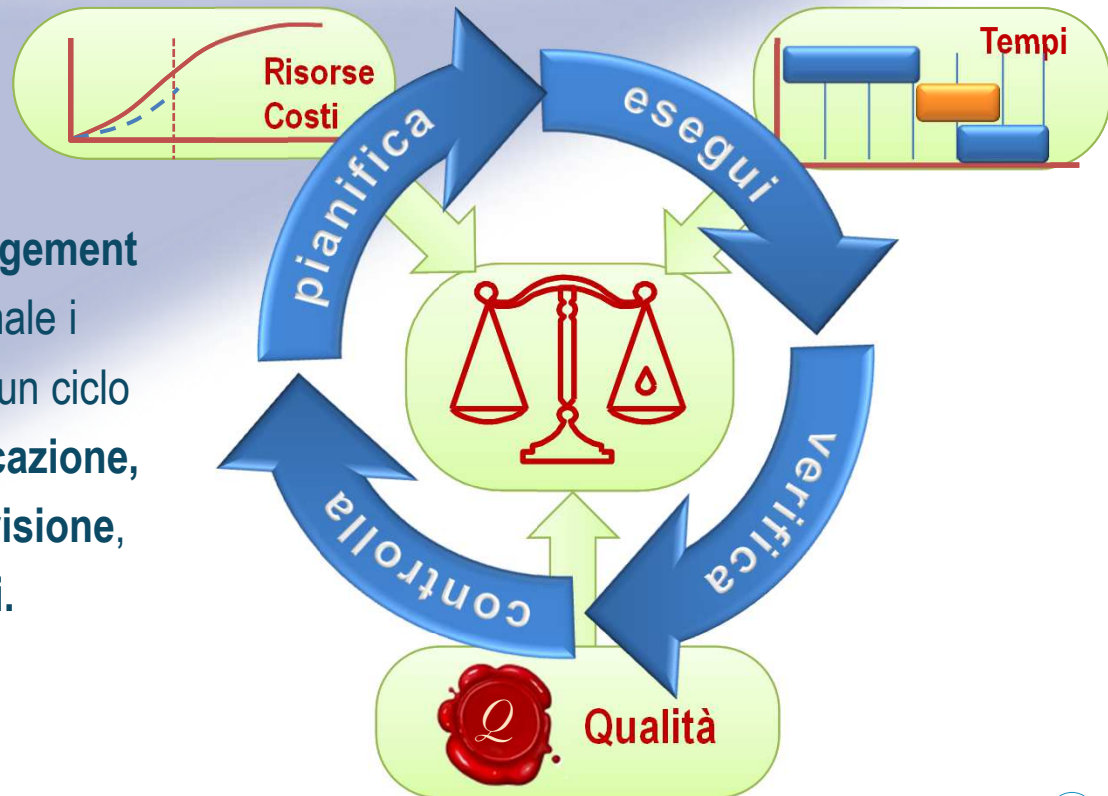 Risorse
Costi
Tempi
pianifica
esegui
verifica
controlla
gement
nale i
un ciclo
cazione,
visione,
i.
Q
Qualità